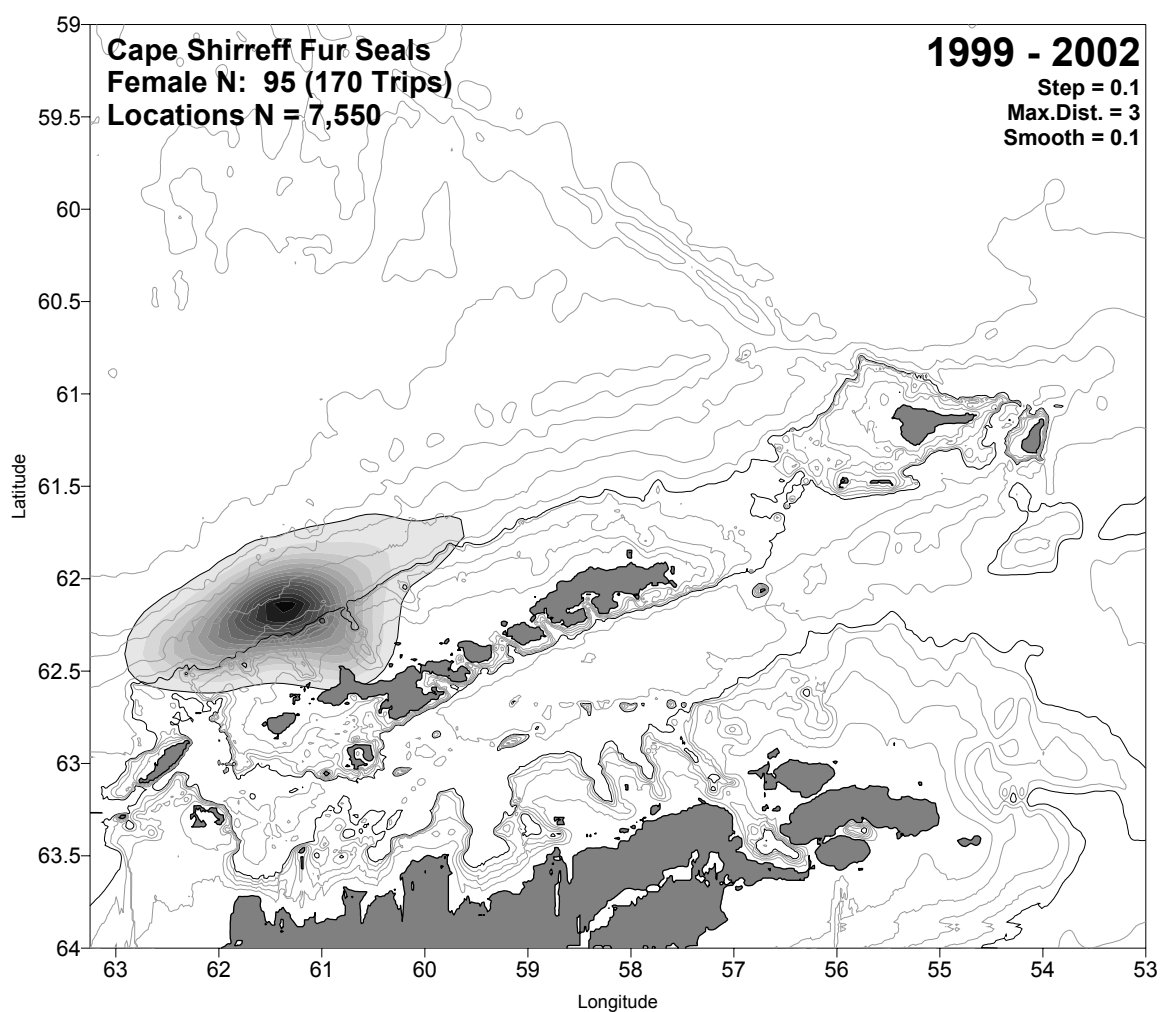 Cape Shirreff Fur Seals
Female N: 95 (170 Trips)
Locations N = 7,550
1999 - 2002
Step = 0.1
Max.Dist. = 3
Smooth = 0.1
59
59.5
60
60.5
61
61.5
62
62.5
63
63.5
64
Latitude
63 62 61 60 59 58 57 56 55 54 53
Longitude